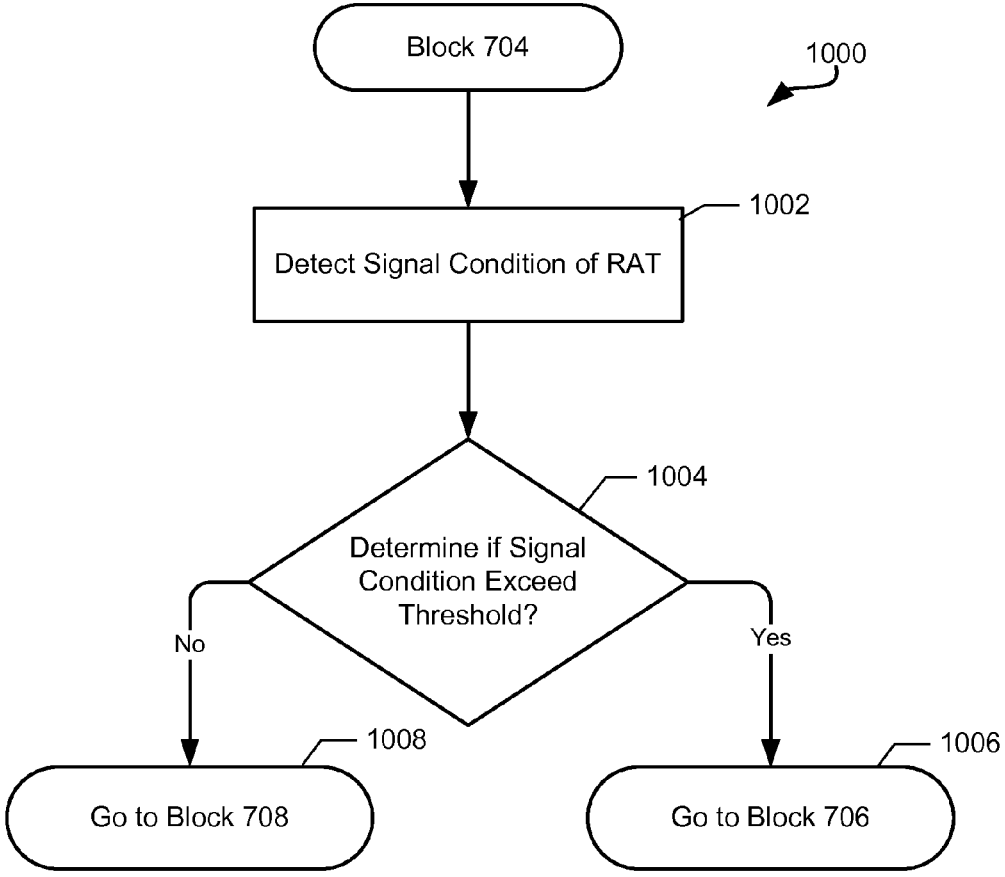 Block 704
1000
1002
Detect Signal Condition of RAT
1004
Determine if Signal
Condition Exceed
Threshold?
No
Yes
1008
1006
Go to Block 708
Go to Block 706